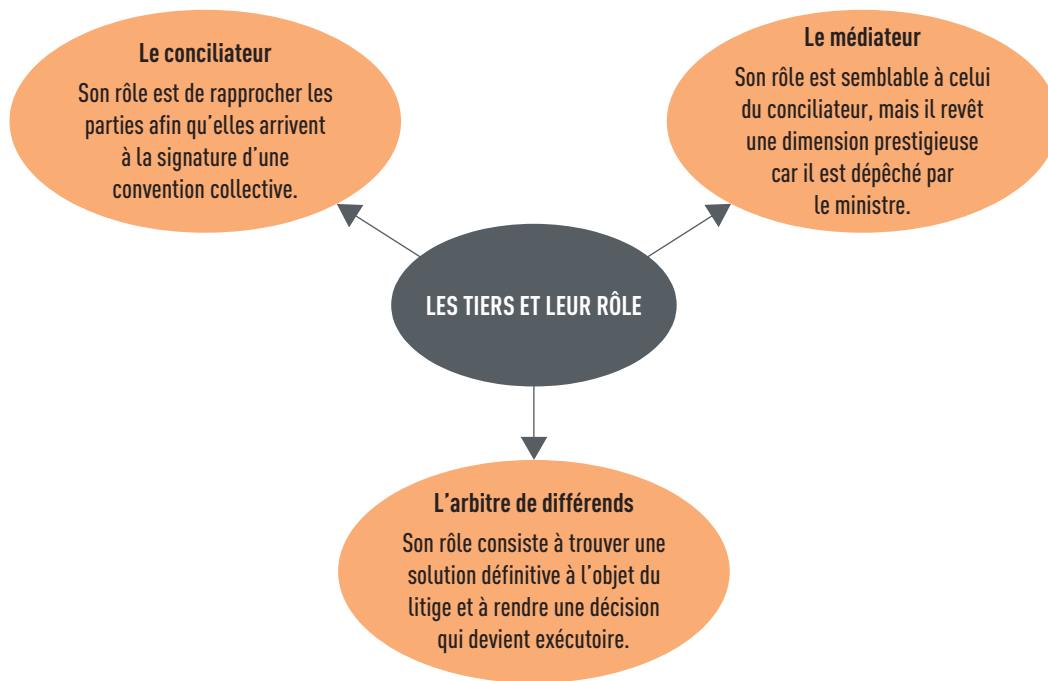 Le conciliateur
Son rôle est de rapprocher les
parties afin qu'elles arrivent
à la signature d'une
convention collective.
Le médiateur
Son rôle est semblable à celui
du conciliateur, mais il revêt
une dimension prestigieuse
car il est dépêché par
le ministre.
LES TIERS ET LEUR RÔLE
L'arbitre de différends
Son rôle consiste à trouver une
solution définitive à l'objet du
litige et à rendre une décision
qui devient exécutoire.